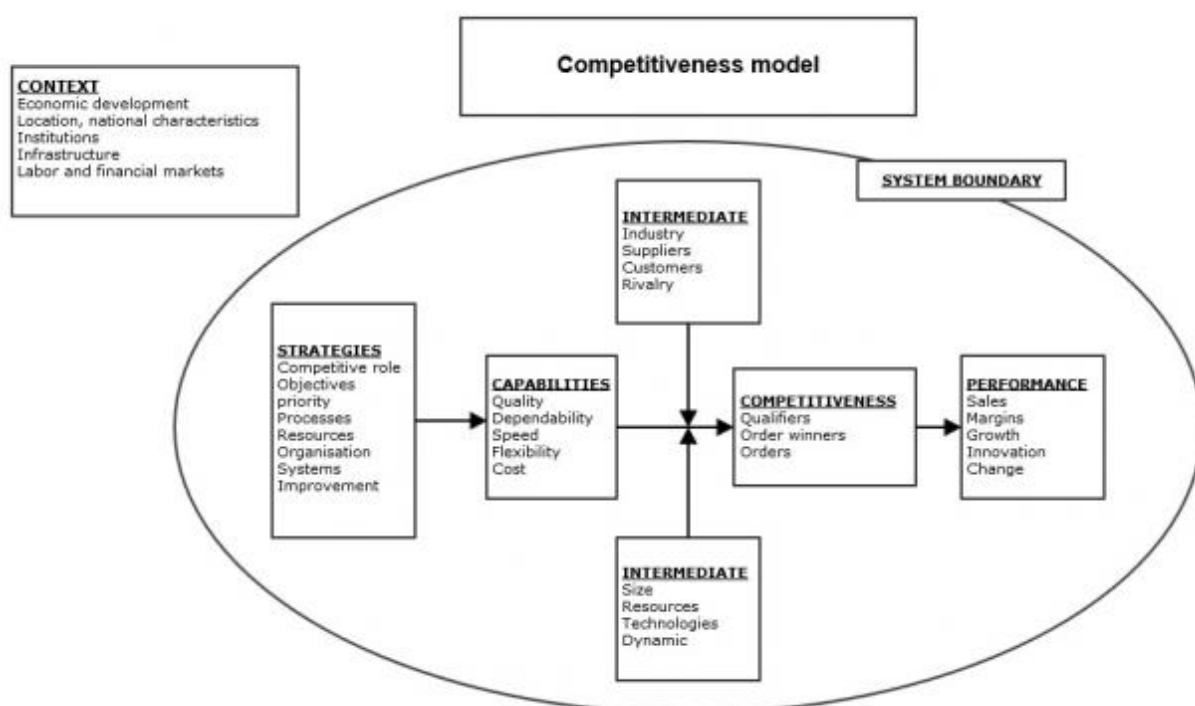 Competitiveness model
CONTEXT
Economic development
Location, national characteristics
Institutions
Infrastructure
Labor and financial markets
SYSTEM BOUNDARY
INTERMEDIATE
Industry
Suppliers
Customers
Rivalry
STRATEGIES
Competitive role
Objectives
priority
Processes
Resources
Organisation
Systems
Improvement
CAPABILITIES
Quality
Dependability
Speed
Flexibility
Cost
COMPETITIVENESS
Qualifiers
Order winners
Orders
PERFORMANCE
Sales
Margins
Growth
Innovation
Change
INTERMEDIATE
Size
Resources
Technologies
Dynamic